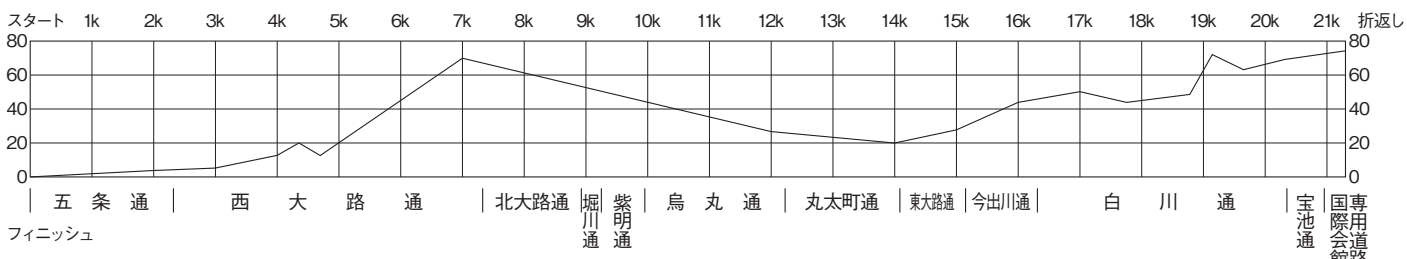 スタート 1k 2k 3k 4k 5k 6k 7k 8k 9k 10k 11k 12k 13k 14k 15k 16k 17k 18k 19k 20k 21k 折返し
80 80
60 60
40 40
20 20
0 0
五条通 西大路通 北大路通 堀川通 紫明通 烏丸通 丸太町通 東大路通 今出川通 白川通 宝池通 国際会館 専用道路
フィニッシュ